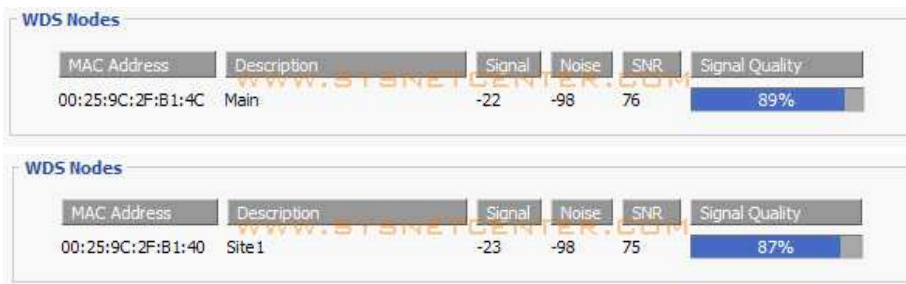 WDS Nodes
MAC Address Description Signal Noise SNR Signal Quality
WWW.SYSNETCENTER.COM
00:25:9C:2F:B1:4C Main -22 -98 76 89%
WDS Nodes
MAC Address Description Signal Noise SNR Signal Quality
WWW.SYSNETCENTER.COM
00:25:9C:2F:B1:40 Site1 -23 -98 75 87%